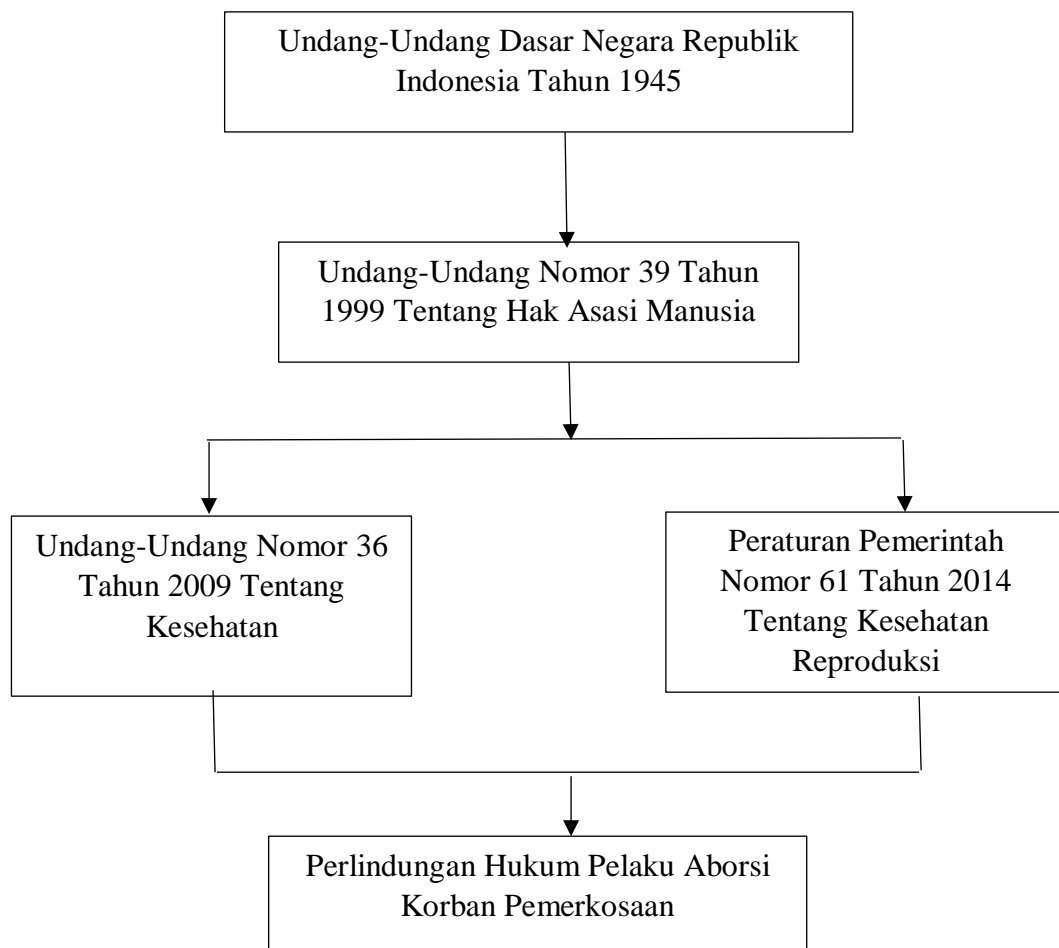 Undang-Undang Dasar Negara Republik
Indonesia Tahun 1945
Undang-Undang Nomor 39 Tahun
1999 Tentang Hak Asasi Manusia
Undang-Undang Nomor 36
Tahun 2009 Tentang
Kesehatan
Peraturan Pemerintah
Nomor 61 Tahun 2014
Tentang Kesehatan
Reproduksi
Perlindungan Hukum Pelaku Aborsi
Korban Pemerkosaan